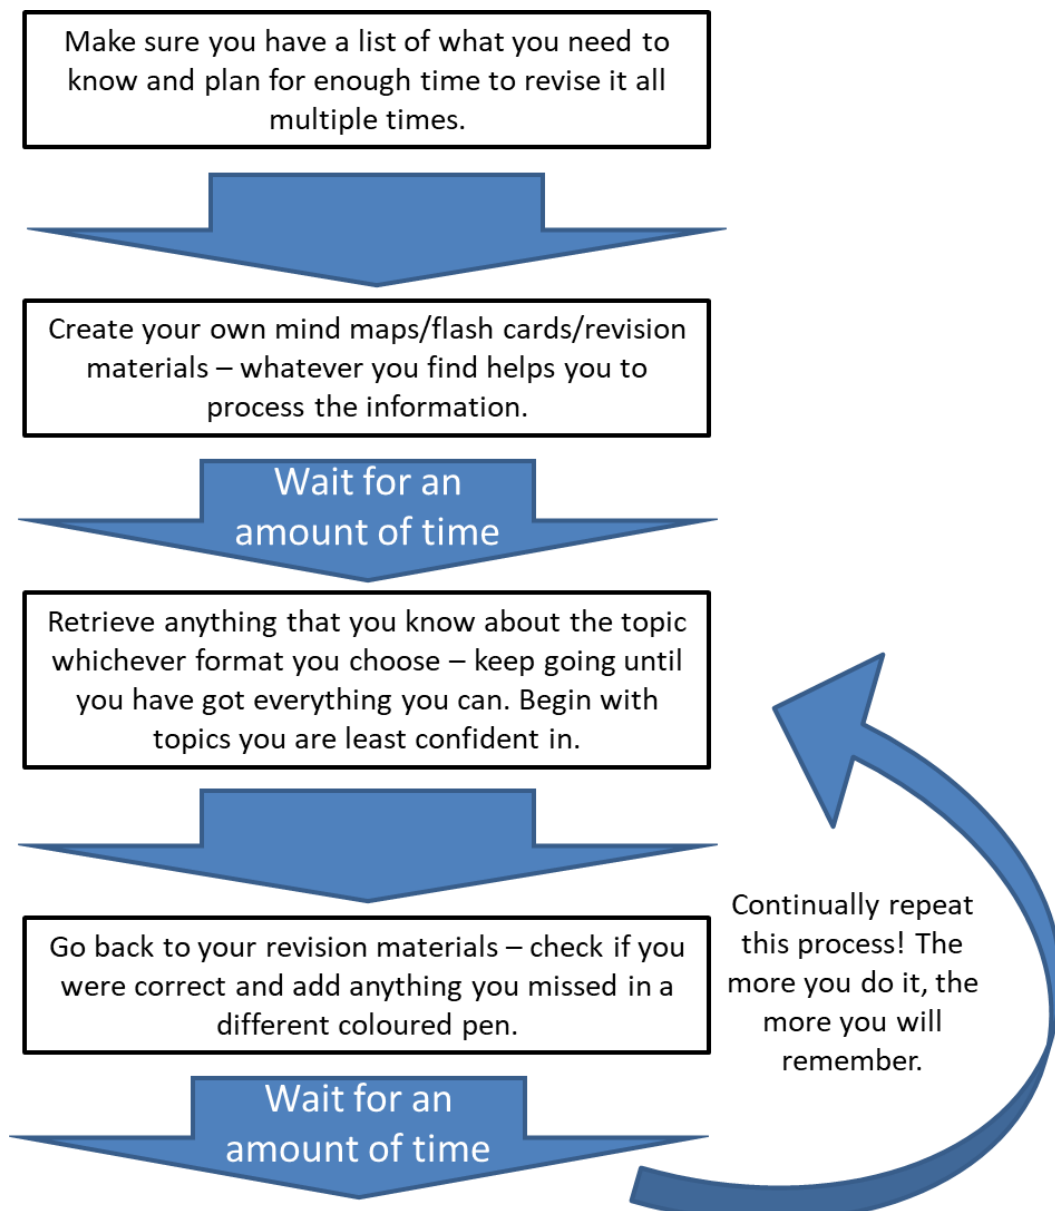 Make sure you have a list of what you need to
know and plan for enough time to revise it all
multiple times.
Create your own mind maps/flash cards/revision
materials – whatever you find helps you to
process the information.
Wait for an
amount of time
Retrieve anything that you know about the topic
whichever format you choose – keep going until
you have got everything you can. Begin with
topics you are least confident in.
Go back to your revision materials – check if you
were correct and add anything you missed in a
different coloured pen.
Wait for an
amount of time
Continually repeat
this process! The
more you do it, the
more you will
remember.